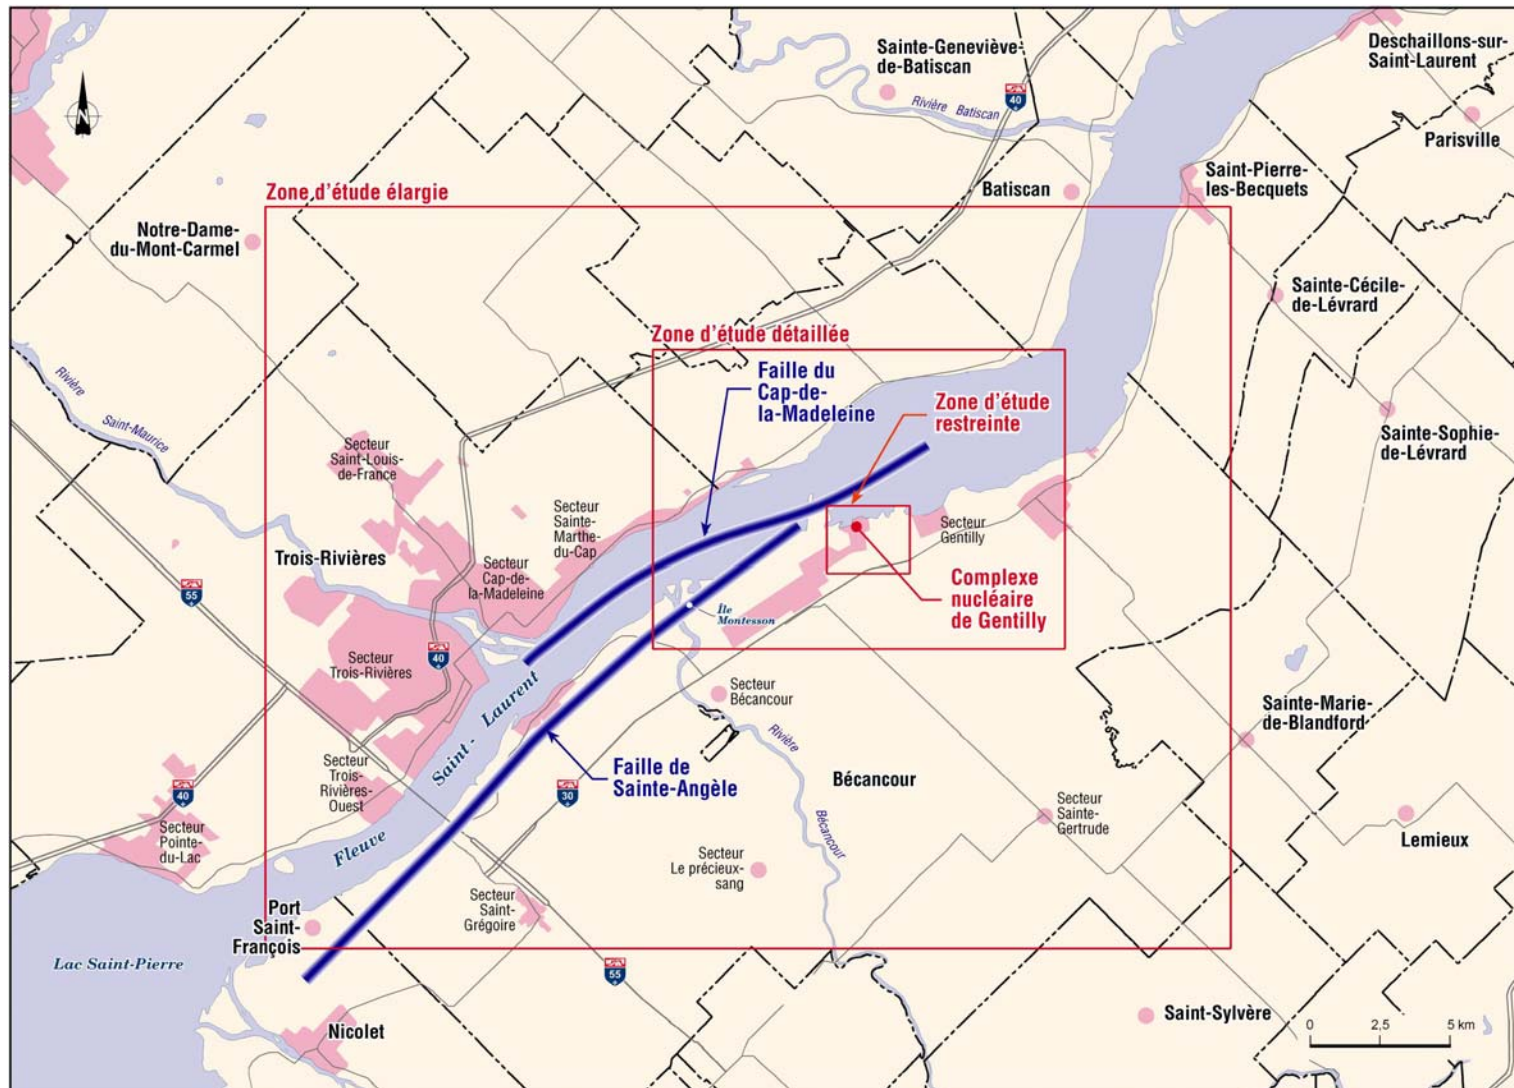 Sainte-Geneviève-
de-Batiscan
Rivière Batiscan
40
Deschaillons-sur-
Saint-Laurent
Parisville
N
Zone d'étude élargie
Batiscan
Saint-Pierre-
les-Becquets
Notre-Dame-
du-Mont-Carmel
Sainte-Cécile-
de-Lévrard
Zone d'étude détaillée
Faille du
Cap-de-
la-Madeleine
Zone d'étude
restreinte
Rivière
Saint-Maurice
Secteur
Saint-Louis-
de-France
Sainte-Sophie-
de-Lévrard
Secteur
Sainte-
Marthe-
du-Cap
Secteur
Gentilly
Trois-Rivières
Secteur
Cap-de-
la-Madeleine
55
Complexe
nucléaire
de Gentilly
Île
Montesson
40
Secteur
Trois-Rivières
Secteur
Bécancour
Sainte-Marie-
de-Blandford
Fleuve Saint-Laurent
Rivière
Bécancour
Faille de
Sainte-Angèle
Bécancour
Secteur
Trois-
Rivières-
Ouest
40
30
Secteur
Sainte-
Gertrude
Secteur
Pointe-
du-Lac
Lemieux
Secteur
Le précieux-
sang
Secteur
Saint-
Grégoire
Port
Saint-
François
Lac Saint-Pierre
55
Nicolet
Saint-Sylvère
0 2,5 5 km